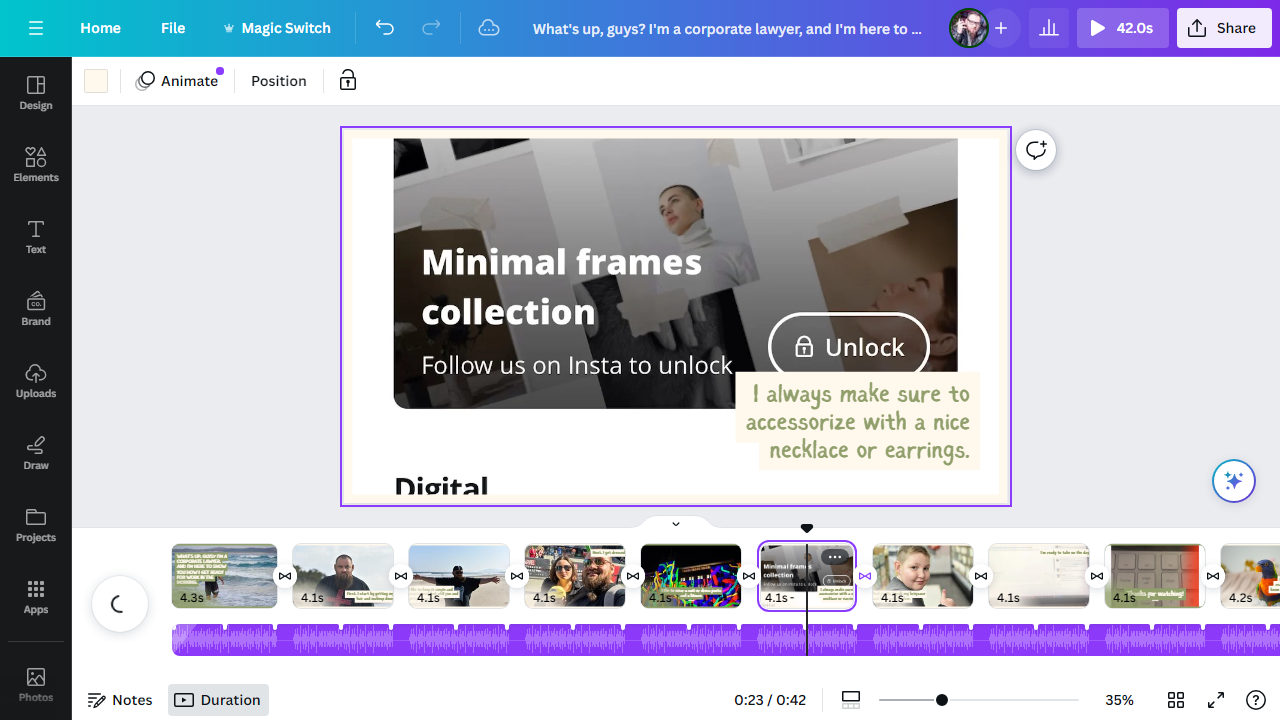 Home
File
Magic Switch
What's up, guys? I'm a corporate lawyer, and I'm here to ...
42.0s
Share
Animate
Position
Design
Elements
Text
CO.
Brand
Uploads
Draw
Projects
Apps
Photos
Minimal frames
collection
Follow us on Insta to unlock
Unlock
I always make sure to
accessorize with a nice
necklace or earrings.
Digital
4.3s
4.1s
4.1s
4.1s
4.1s
4.1s
4.1s
4.1s
4.1s
4.2s
Notes
Duration
0:23 / 0:42
35%